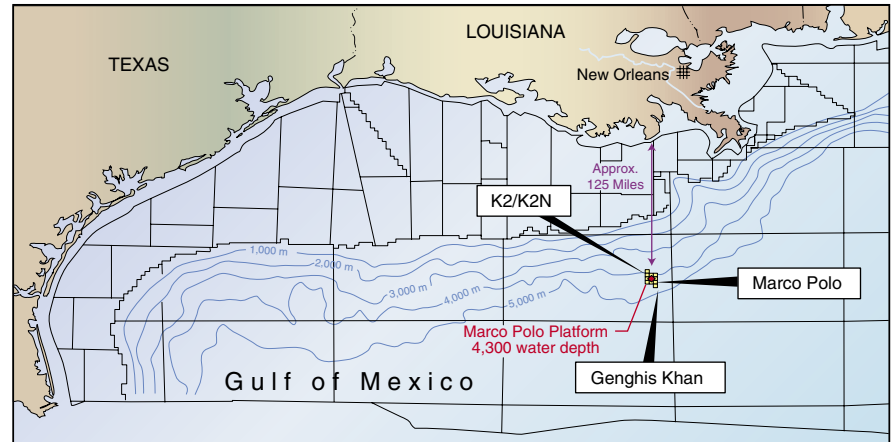 LOUISIANA
TEXAS
New Orleans
Approx.
125 Miles
K2/K2N
1,000 m
2,000 m
3,000 m
4,000 m
5,000 m
Marco Polo
Marco Polo Platform
4,300 water depth
Genghis Khan
Gulf of Mexico